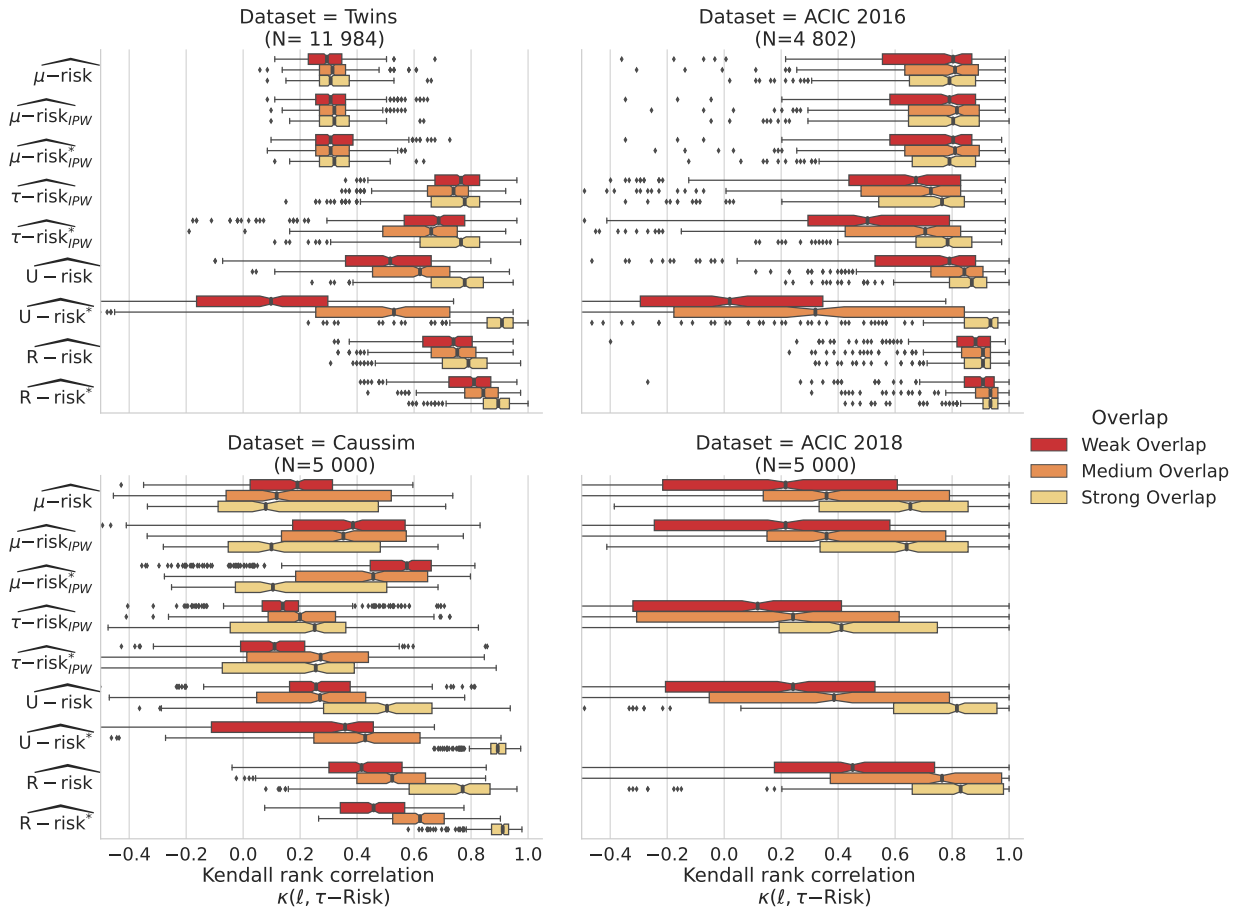 Dataset = Twins
(N= 11 984)
Dataset = ACIC 2016
(N=4 802)
μ−risk
μ−risk_IPW
μ−risk*_IPW
τ−risk_IPW
τ−risk*_IPW
U − risk
U − risk*
R − risk
R − risk*
Dataset = Caussim
(N=5 000)
Dataset = ACIC 2018
(N=5 000)
Overlap
Weak Overlap
Medium Overlap
Strong Overlap
μ−risk
μ−risk_IPW
μ−risk*_IPW
τ−risk_IPW
τ−risk*_IPW
U − risk
U − risk*
R − risk
R − risk*
−0.4 −0.2 0.0 0.2 0.4 0.6 0.8 1.0
−0.4 −0.2 0.0 0.2 0.4 0.6 0.8 1.0
Kendall rank correlation
κ(ℓ, τ−Risk)
Kendall rank correlation
κ(ℓ, τ−Risk)